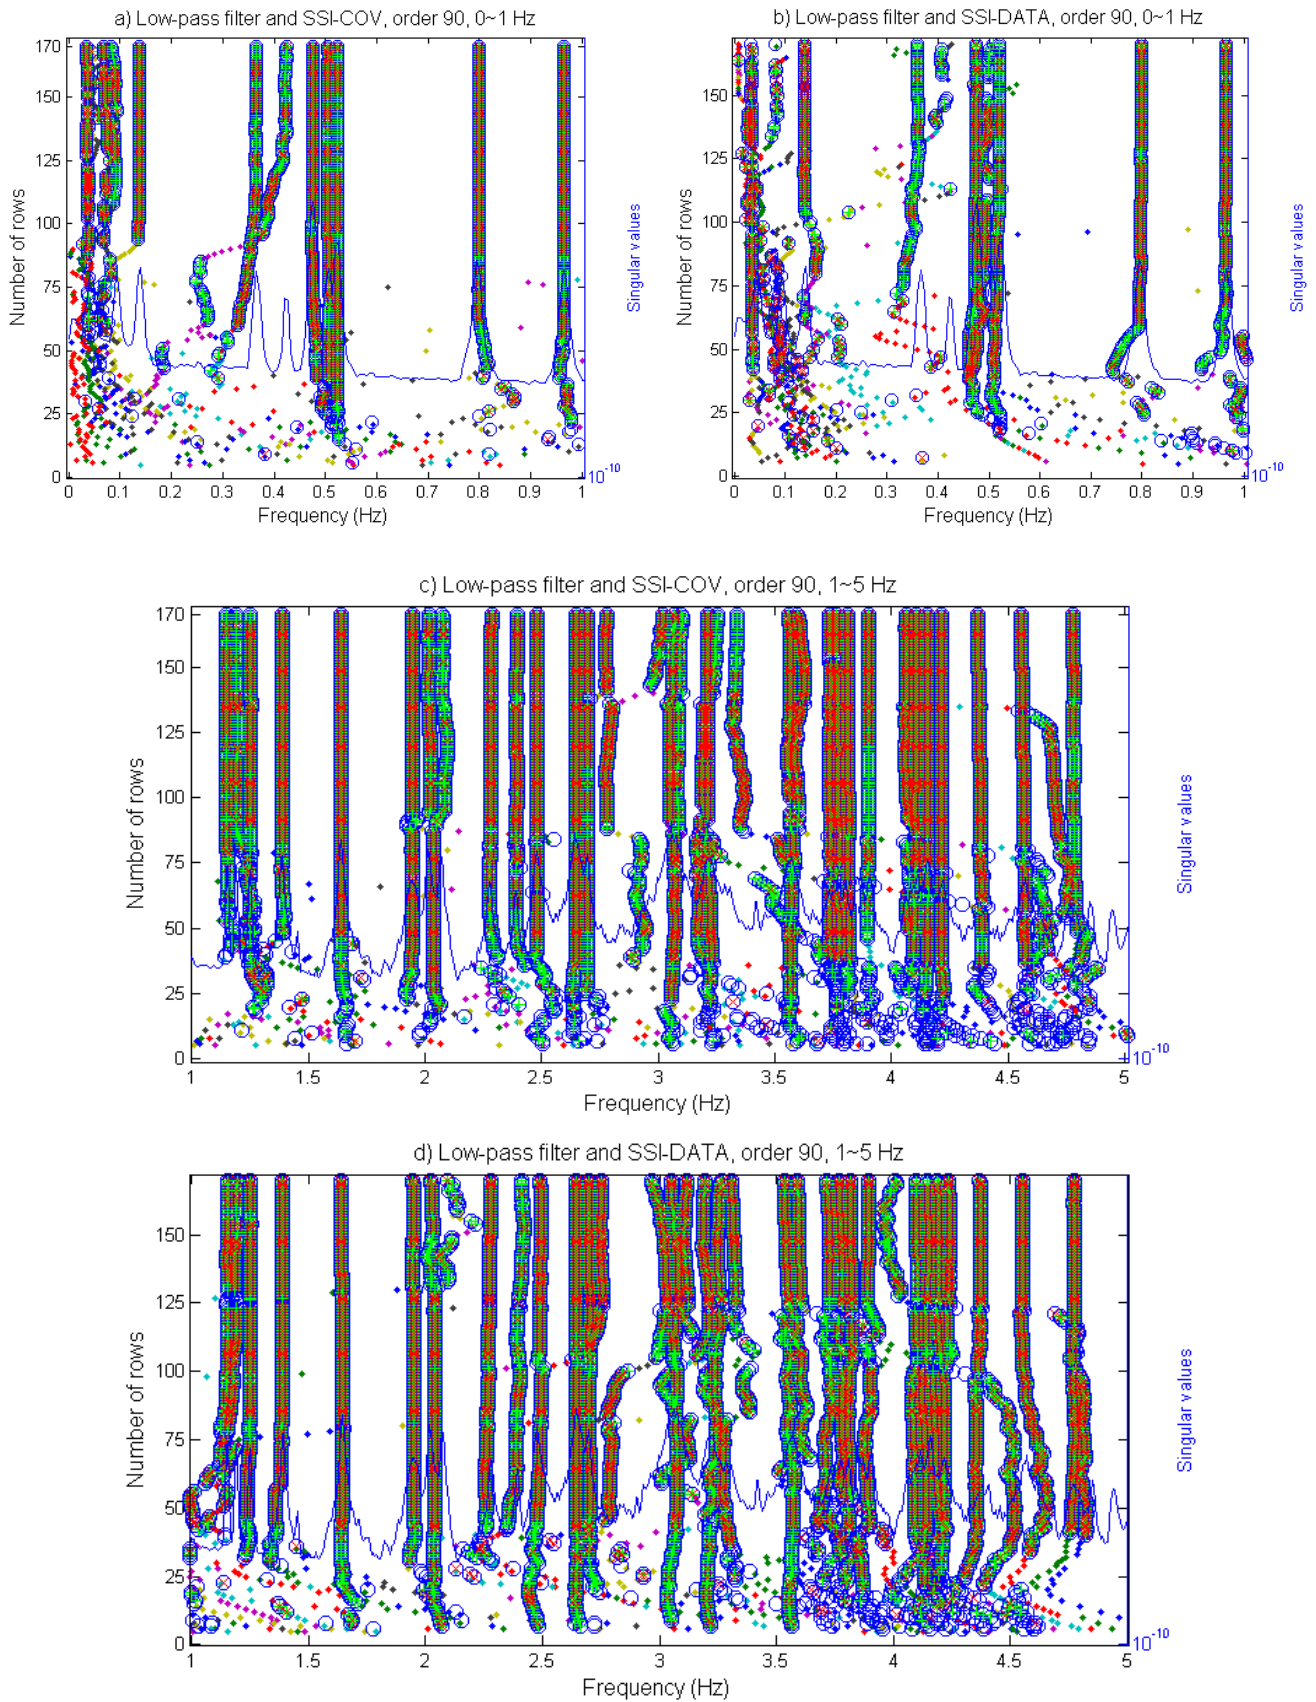 a) Low-pass filter and SSI-COV, order 90, 0~1 Hz
170
150
125
100
75
50
25
0
Number of rows
0 0.1 0.2 0.3 0.4 0.5 0.6 0.7 0.8 0.9 1
Frequency (Hz)
Singular values
10^-10
b) Low-pass filter and SSI-DATA, order 90, 0~1 Hz
150
125
100
75
50
25
0
Number of rows
0 0.1 0.2 0.3 0.4 0.5 0.6 0.7 0.8 0.9 1
Frequency (Hz)
Singular values
10^-10
c) Low-pass filter and SSI-COV, order 90, 1~5 Hz
170
150
125
100
75
50
25
0
Number of rows
1 1.5 2 2.5 3 3.5 4 4.5 5
Frequency (Hz)
Singular values
10^-10
d) Low-pass filter and SSI-DATA, order 90, 1~5 Hz
150
125
100
75
50
25
0
Number of rows
1 1.5 2 2.5 3 3.5 4 4.5 5
Frequency (Hz)
Singular values
10^-10